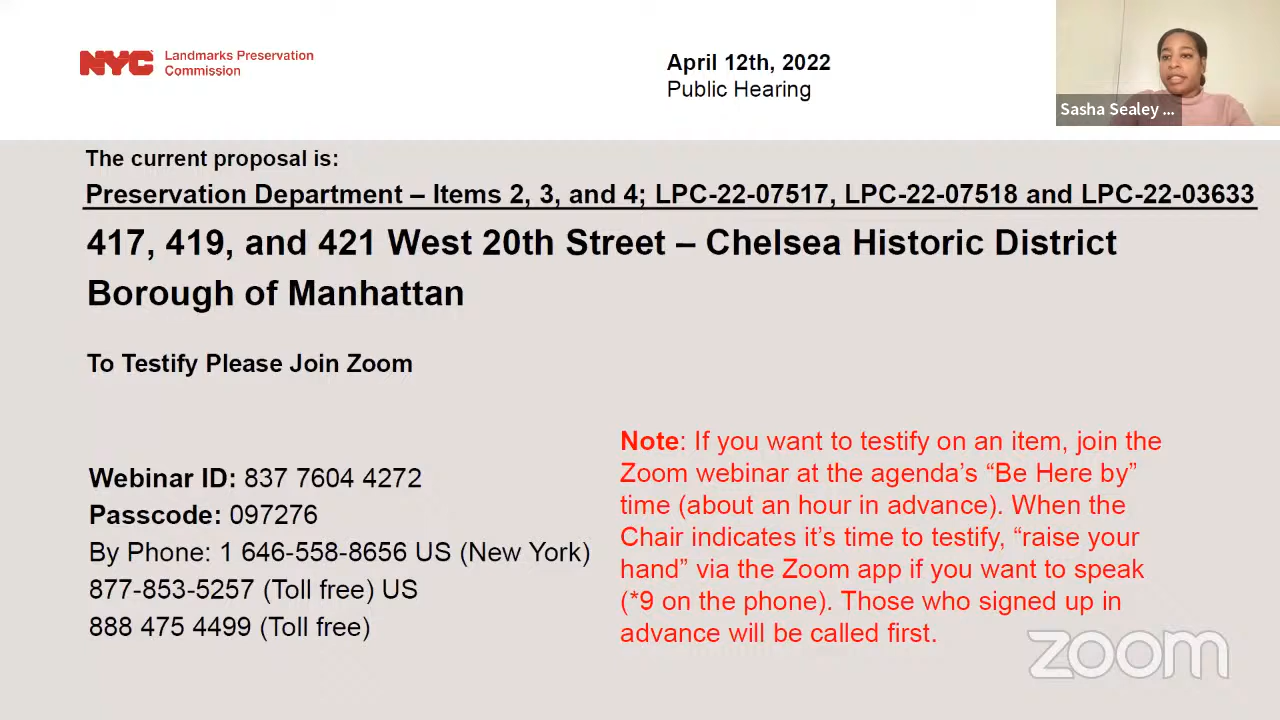 NYC Landmarks Preservation
Commission
April 12th, 2022
Public Hearing
Sasha Sealey ...
The current proposal is:
Preservation Department – Items 2, 3, and 4; LPC-22-07517, LPC-22-07518 and LPC-22-03633
417, 419, and 421 West 20th Street – Chelsea Historic District
Borough of Manhattan
To Testify Please Join Zoom
Webinar ID: 837 7604 4272
Passcode: 097276
By Phone: 1 646-558-8656 US (New York)
877-853-5257 (Toll free) US
888 475 4499 (Toll free)
Note: If you want to testify on an item, join the
Zoom webinar at the agenda’s “Be Here by”
time (about an hour in advance). When the
Chair indicates it’s time to testify, “raise your
hand” via the Zoom app if you want to speak
(*9 on the phone). Those who signed up in
advance will be called first.
zoom